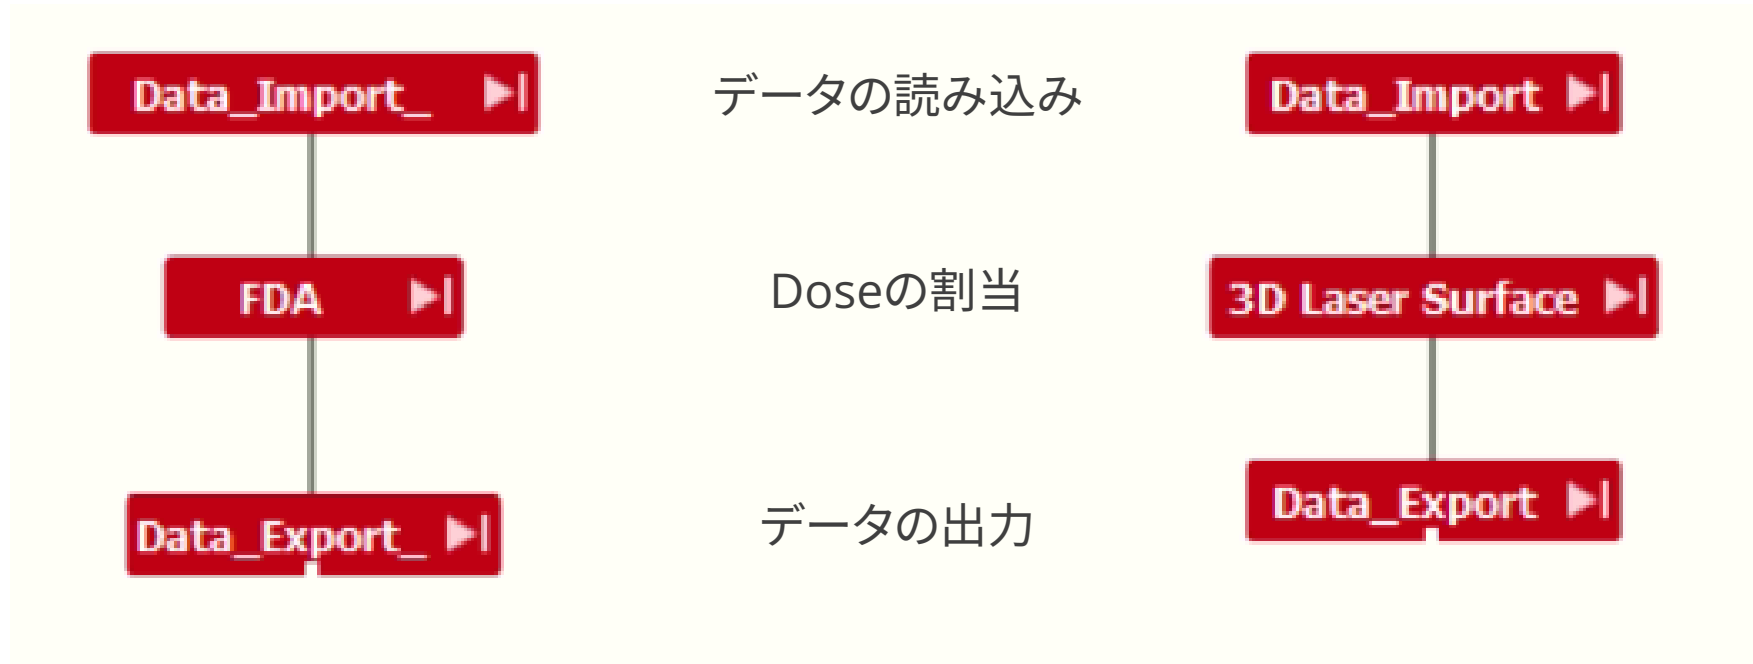 Data_Import_
データの読み込み
Data_Import
FDA
Doseの割当
3D Laser Surface
Data_Export_
データの出力
Data_Export